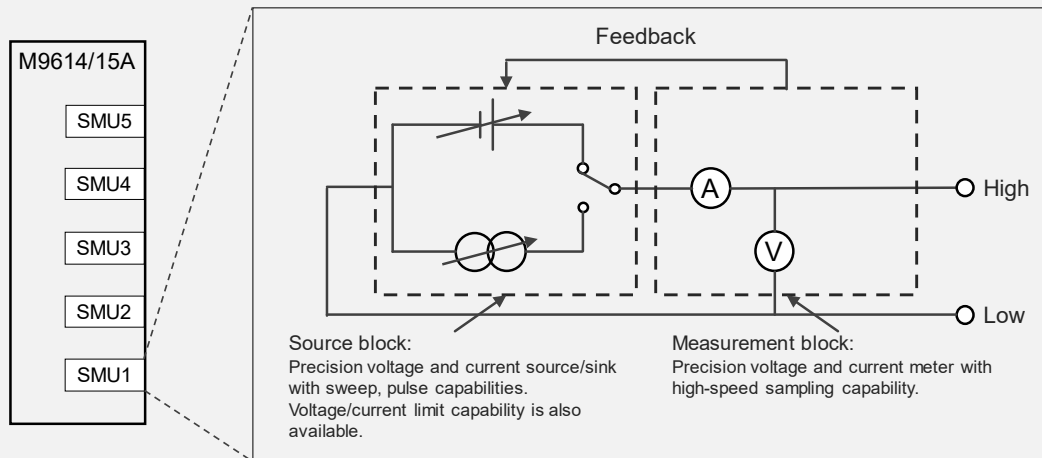 M9614/15A
SMU5
SMU4
SMU3
SMU2
SMU1
Feedback
A
V
High
Low
Source block:
Precision voltage and current source/sink
with sweep, pulse capabilities.
Voltage/current limit capability is also
available.
Measurement block:
Precision voltage and current meter with
high-speed sampling capability.